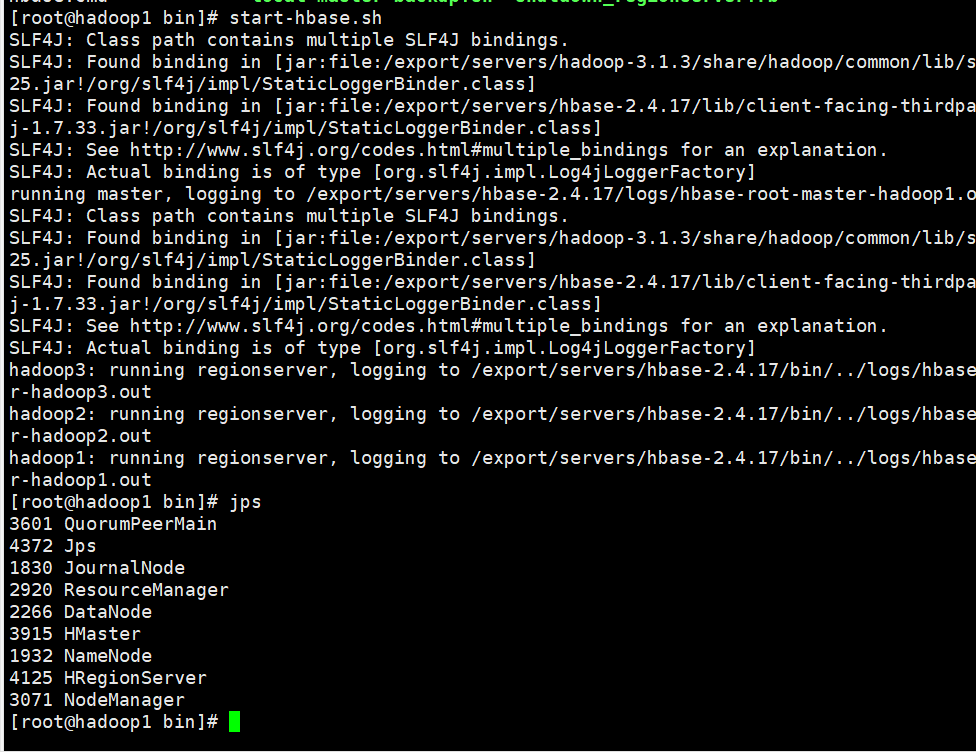 [root@hadoop1 bin]# start-hbase.sh
SLF4J: Class path contains multiple SLF4J bindings.
SLF4J: Found binding in [jar:file:/export/servers/hadoop-3.1.3/share/hadoop/common/lib/s
25.jar!/org/slf4j/impl/StaticLoggerBinder.class]
SLF4J: Found binding in [jar:file:/export/servers/hbase-2.4.17/lib/client-facing-thirdpa
j-1.7.33.jar!/org/slf4j/impl/StaticLoggerBinder.class]
SLF4J: See http://www.slf4j.org/codes.html#multiple_bindings for an explanation.
SLF4J: Actual binding is of type [org.slf4j.impl.Log4jLoggerFactory]
running master, logging to /export/servers/hbase-2.4.17/logs/hbase-root-master-hadoop1.o
SLF4J: Class path contains multiple SLF4J bindings.
SLF4J: Found binding in [jar:file:/export/servers/hadoop-3.1.3/share/hadoop/common/lib/s
25.jar!/org/slf4j/impl/StaticLoggerBinder.class]
SLF4J: Found binding in [jar:file:/export/servers/hbase-2.4.17/lib/client-facing-thirdpa
j-1.7.33.jar!/org/slf4j/impl/StaticLoggerBinder.class]
SLF4J: See http://www.slf4j.org/codes.html#multiple_bindings for an explanation.
SLF4J: Actual binding is of type [org.slf4j.impl.Log4jLoggerFactory]
hadoop3: running regionserver, logging to /export/servers/hbase-2.4.17/bin/../logs/hbase
r-hadoop3.out
hadoop2: running regionserver, logging to /export/servers/hbase-2.4.17/bin/../logs/hbase
r-hadoop2.out
hadoop1: running regionserver, logging to /export/servers/hbase-2.4.17/bin/../logs/hbase
r-hadoop1.out
[root@hadoop1 bin]# jps
3601 QuorumPeerMain
4372 Jps
1830 JournalNode
2920 ResourceManager
2266 DataNode
3915 HMaster
1932 NameNode
4125 HRegionServer
3071 NodeManager
[root@hadoop1 bin]#